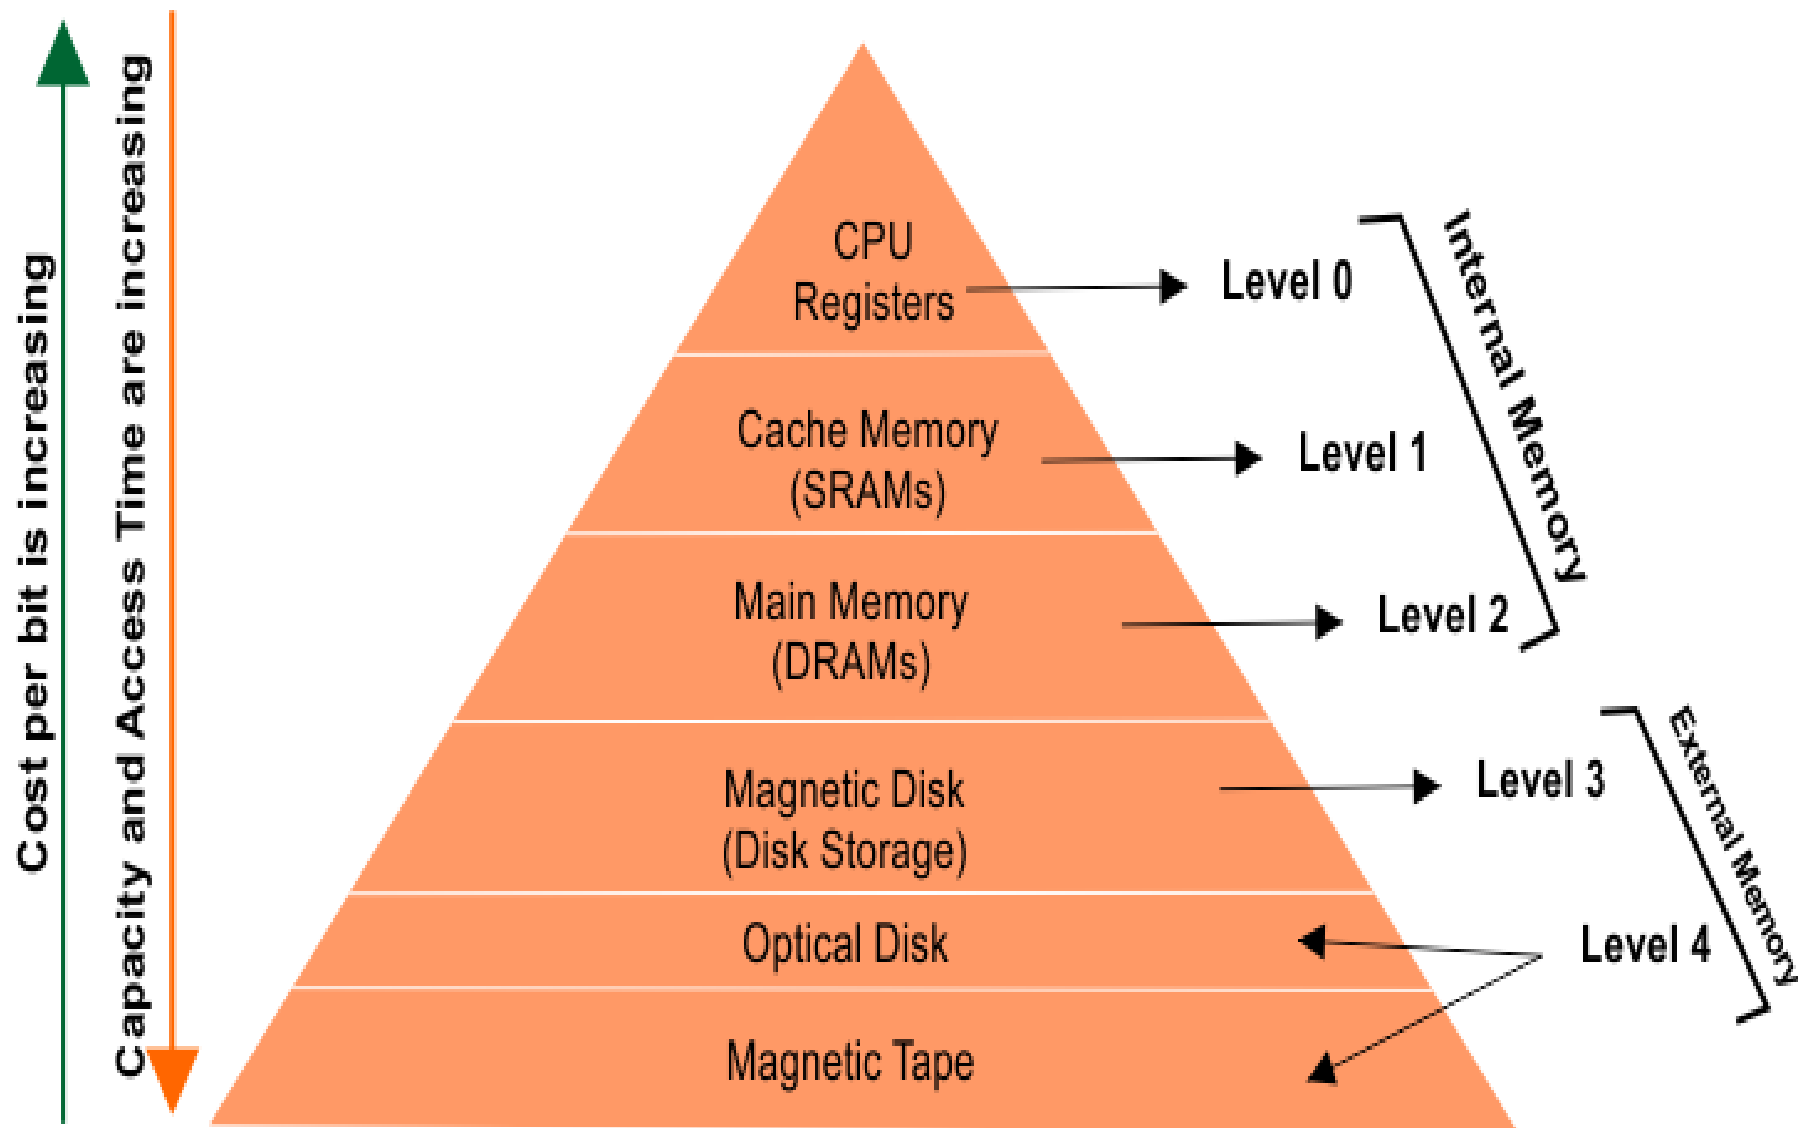 Cost per bit is increasing
Capacity and Access Time are increasing
CPU
Registers
Level 0
Cache Memory
(SRAMs)
Level 1
Main Memory
(DRAMs)
Level 2
Internal Memory
Magnetic Disk
(Disk Storage)
Level 3
Optical Disk
Level 4
Magnetic Tape
External Memory